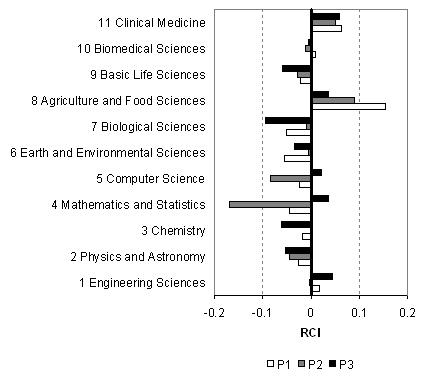 11 Clinical Medicine
10 Biomedical Sciences
9 Basic Life Sciences
8 Agriculture and Food Sciences
7 Biological Sciences
6 Earth and Environmental Sciences
5 Computer Science
4 Mathematics and Statistics
3 Chemistry
2 Physics and Astronomy
1 Engineering Sciences
-0.2 -0.1 0 0.1 0.2
RCI
P1 P2 P3